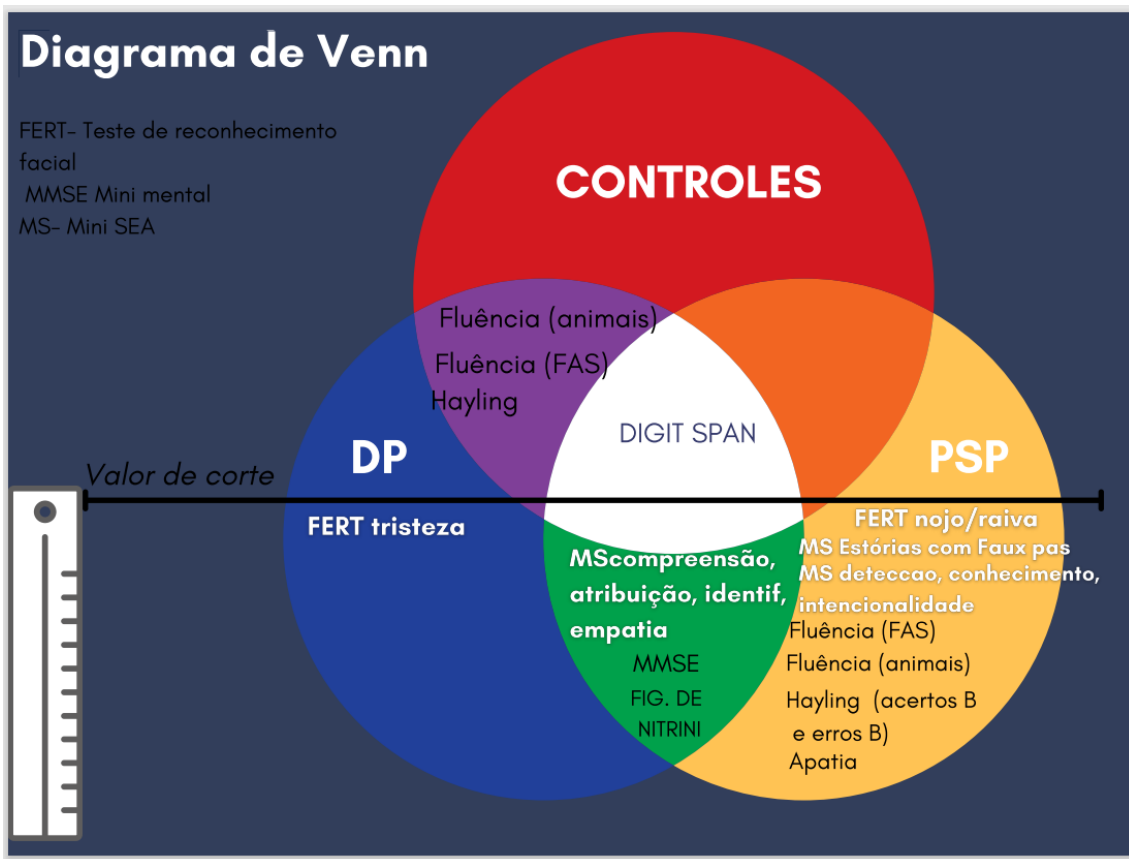 Diagrama de Venn
FERT- Teste de reconhecimento
facial
MMSE Mini mental
MS- Mini SEA
CONTROLES
Fluência (animais)
Fluência (FAS)
Hayling
DIGIT SPAN
DP
PSP
Valor de corte
FERT tristeza
FERT nojo/raiva
MS Estórias com Faux pas
MS deteccao, conhecimento,
intencionalidade
MScompreensão,
atribuição, identif,
empatia
MMSE
FIG. DE
NITRINI
Fluência (FAS)
Fluência (animais)
Hayling (acertos B
e erros B)
Apatia